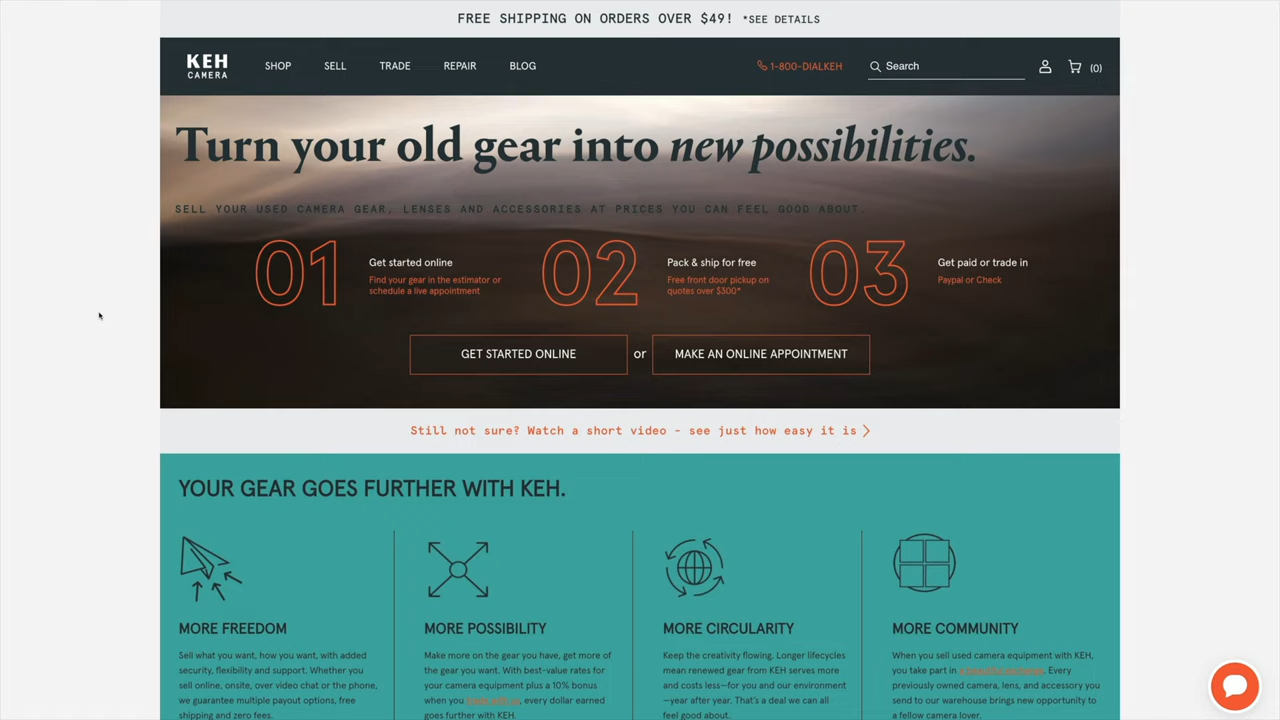 FREE SHIPPING ON ORDERS OVER $49! *SEE DETAILS
KEH
CAMERA
SHOP SELL TRADE REPAIR BLOG 1-800-DIALKEH Search (0)
Turn your old gear into new possibilities.
SELL YOUR USED CAMERA GEAR, LENSES AND ACCESSORIES AT PRICES YOU CAN FEEL GOOD ABOUT.
01
Get started online
Find your gear in the estimator or
schedule a live appointment
02
Pack & ship for free
Free front door pickup on
quotes over $300*
03
Get paid or trade in
Paypal or Check
GET STARTED ONLINE or MAKE AN ONLINE APPOINTMENT
Still not sure? Watch a short video - see just how easy it is
YOUR GEAR GOES FURTHER WITH KEH.
MORE FREEDOM
Sell what you want, how you want, with added
security, flexibility and support. Whether you
sell online, onsite, over video chat or the phone,
we guarantee multiple payout options, free
shipping and zero fees.
MORE POSSIBILITY
Make more on the gear you have, get more of
the gear you want. With best-value rates for
your camera equipment plus a 10% bonus
when you , every dollar earned
goes further with KEH.
MORE CIRCULARITY
Keep the creativity flowing. Longer lifecycles
mean renewed gear from KEH serves more
and costs less—for you and our environment
—year after year. That's a deal we can all
feel good about.
MORE COMMUNITY
When you sell used camera equipment with KEH,
you take part in . Every
previously owned camera, lens, and accessory you
send to our warehouse brings new opportunity to
a fellow camera lover.